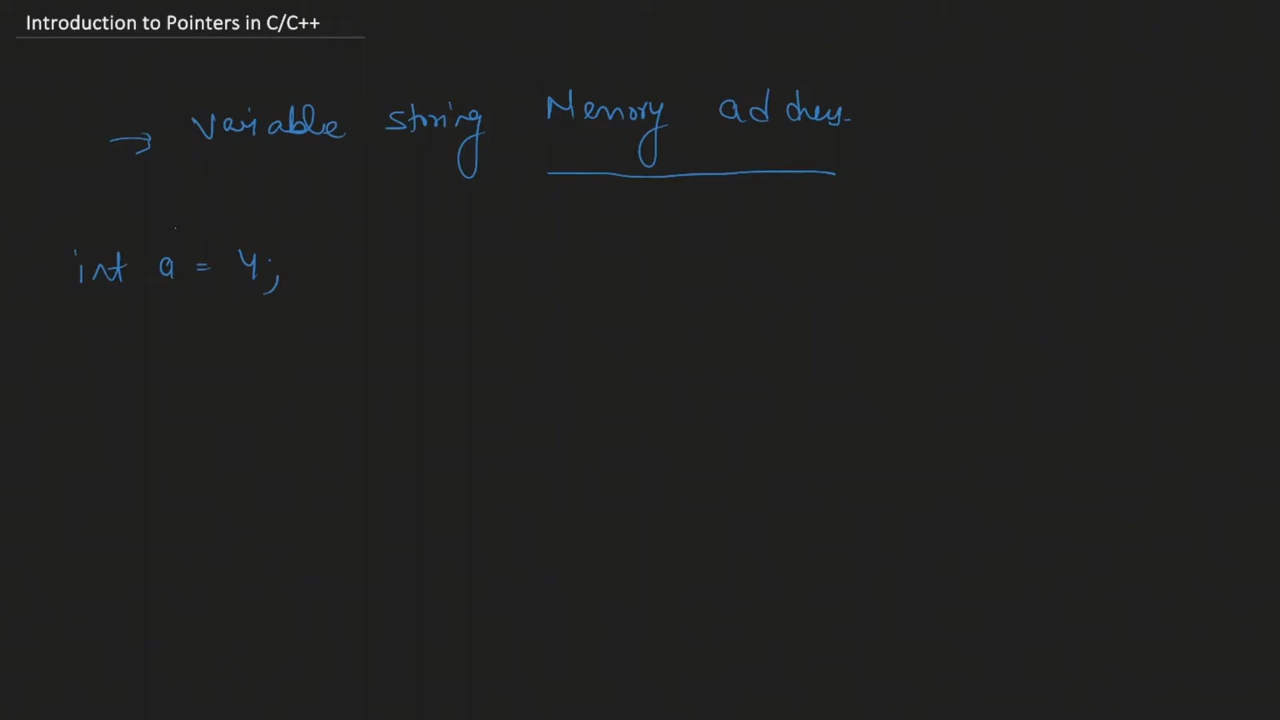 Introduction to Pointers in C/C++
→ variable storing Memory address.
int a = 4;